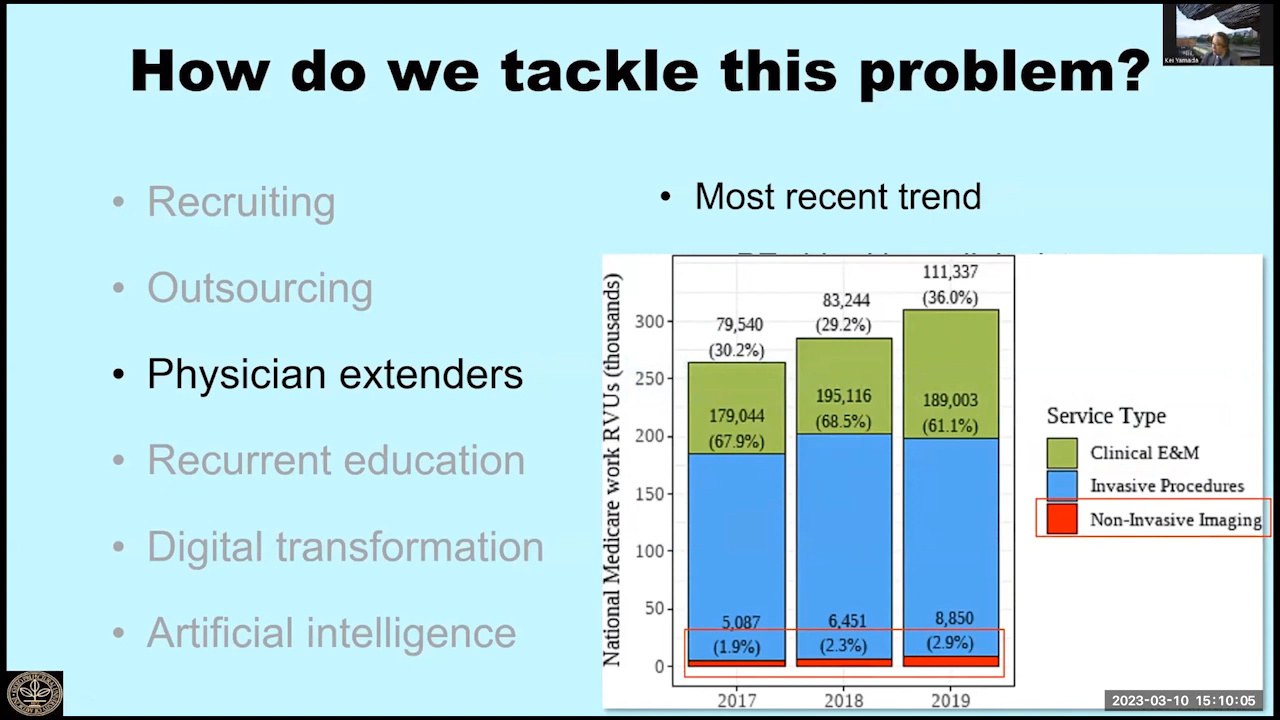 How do we tackle this problem?
Kei Yamada
• Recruiting
• Outsourcing
• Physician extenders
• Recurrent education
• Digital transformation
• Artificial intelligence
• Most recent trend
National Medicare work RVUs (thousands)
300
250
200
150
100
50
0
79,540
(30.2%)
179,044
(67.9%)
5,087
(1.9%)
83,244
(29.2%)
195,116
(68.5%)
6,451
(2.3%)
111,337
(36.0%)
189,003
(61.1%)
8,850
(2.9%)
2017
2018
2019
Service Type
Clinical E&M
Invasive Procedures
Non-Invasive Imaging
2023-03-10 15:10:05